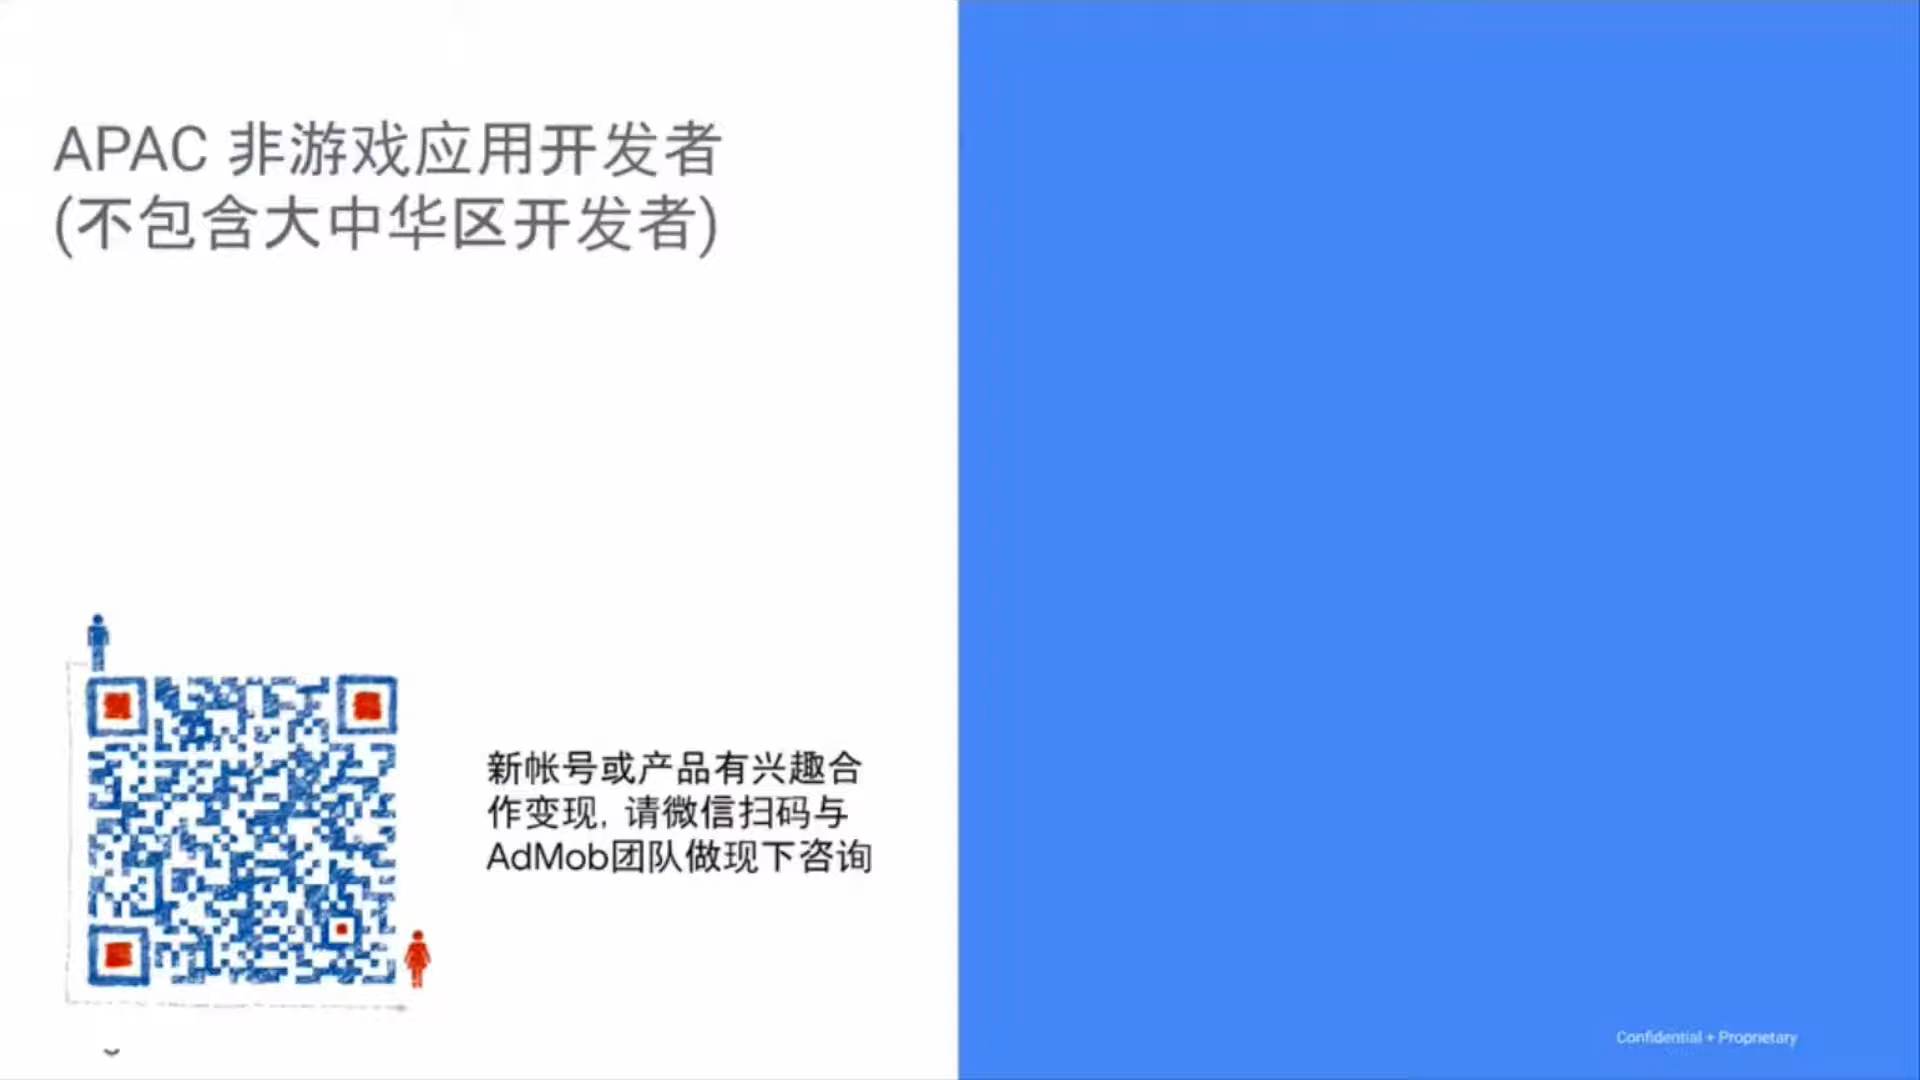 APAC 非游戏应用开发者
(不包含大中华区开发者)
新帐号或产品有兴趣合
作变现, 请微信扫码与
AdMob团队做现下咨询
Confidential + Proprietary